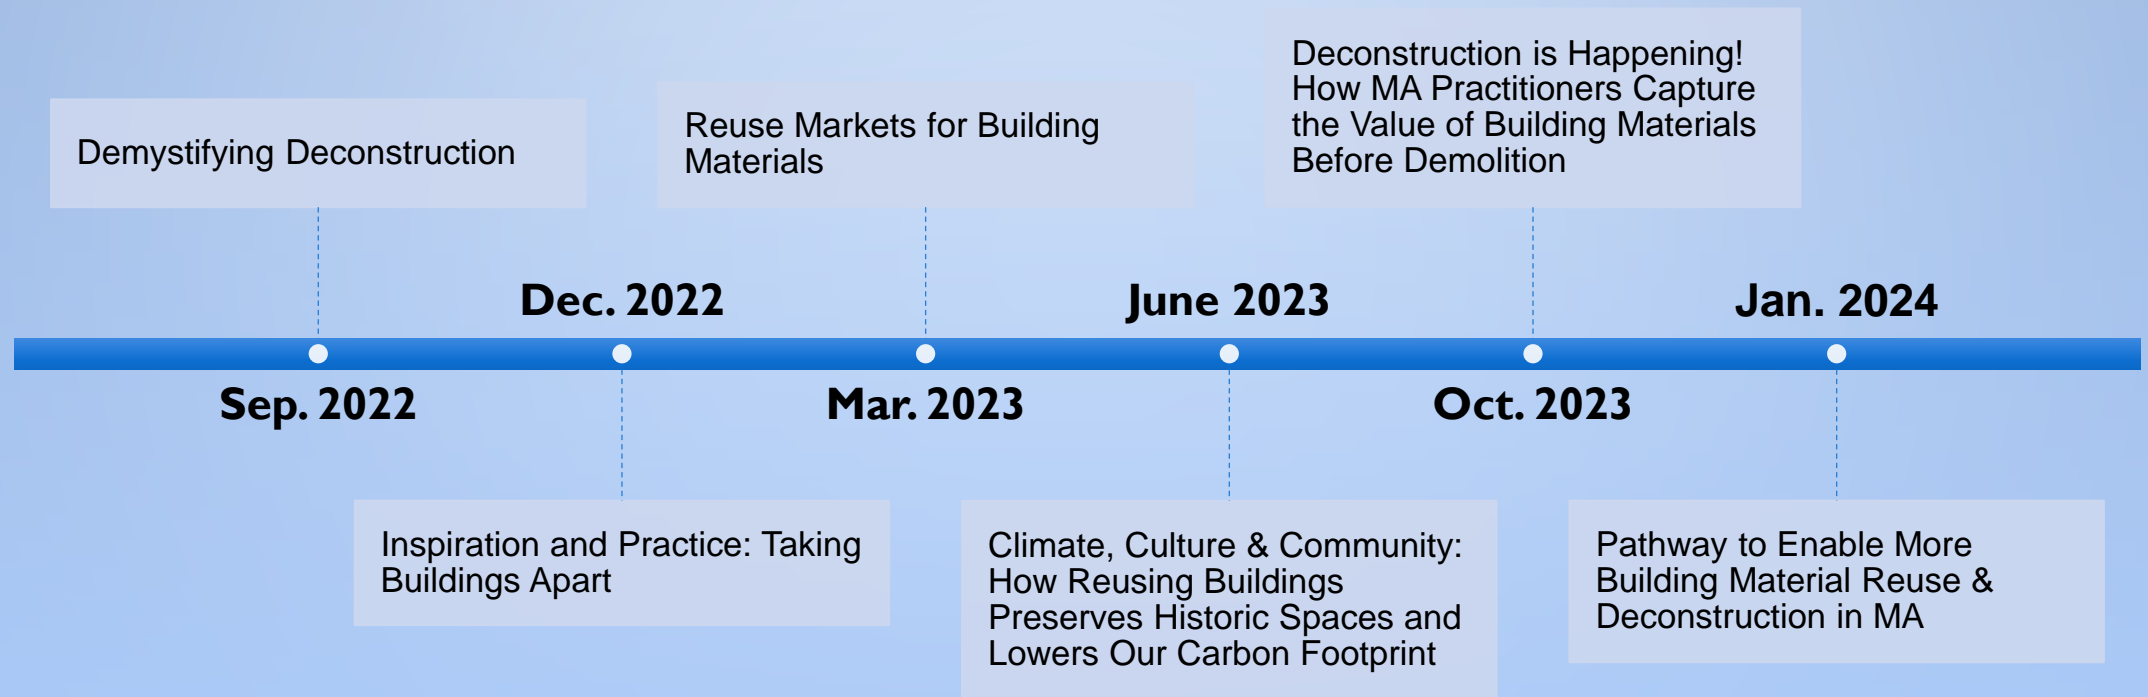 Demystifying Deconstruction
Sep. 2022
Dec. 2022
Inspiration and Practice: Taking
Buildings Apart
Reuse Markets for Building
Materials
Mar. 2023
June 2023
Climate, Culture & Community:
How Reusing Buildings
Preserves Historic Spaces and
Lowers Our Carbon Footprint
Deconstruction is Happening!
How MA Practitioners Capture
the Value of Building Materials
Before Demolition
Oct. 2023
Jan. 2024
Pathway to Enable More
Building Material Reuse &
Deconstruction in MA